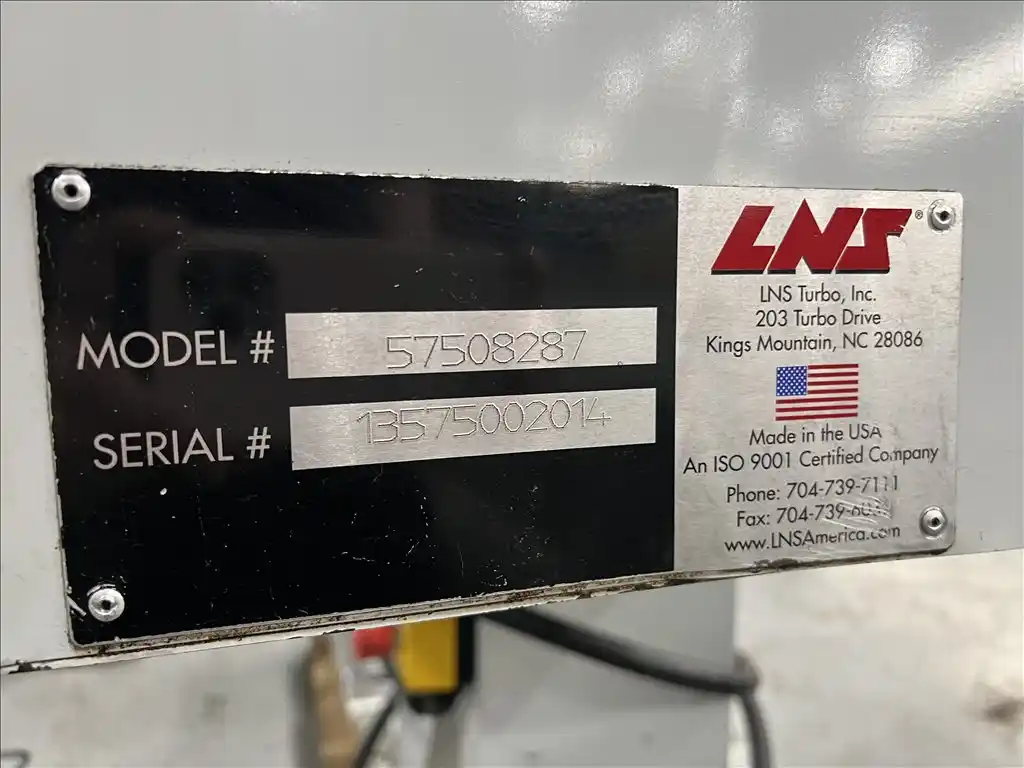 MODEL # 57508287
SERIAL # 13575002014
LNS®
LNS Turbo, Inc.
203 Turbo Drive
Kings Mountain, NC 28086
Made in the USA
An ISO 9001 Certified Company
Phone: 704-739-7111
Fax:
www.LNSAmerica.com